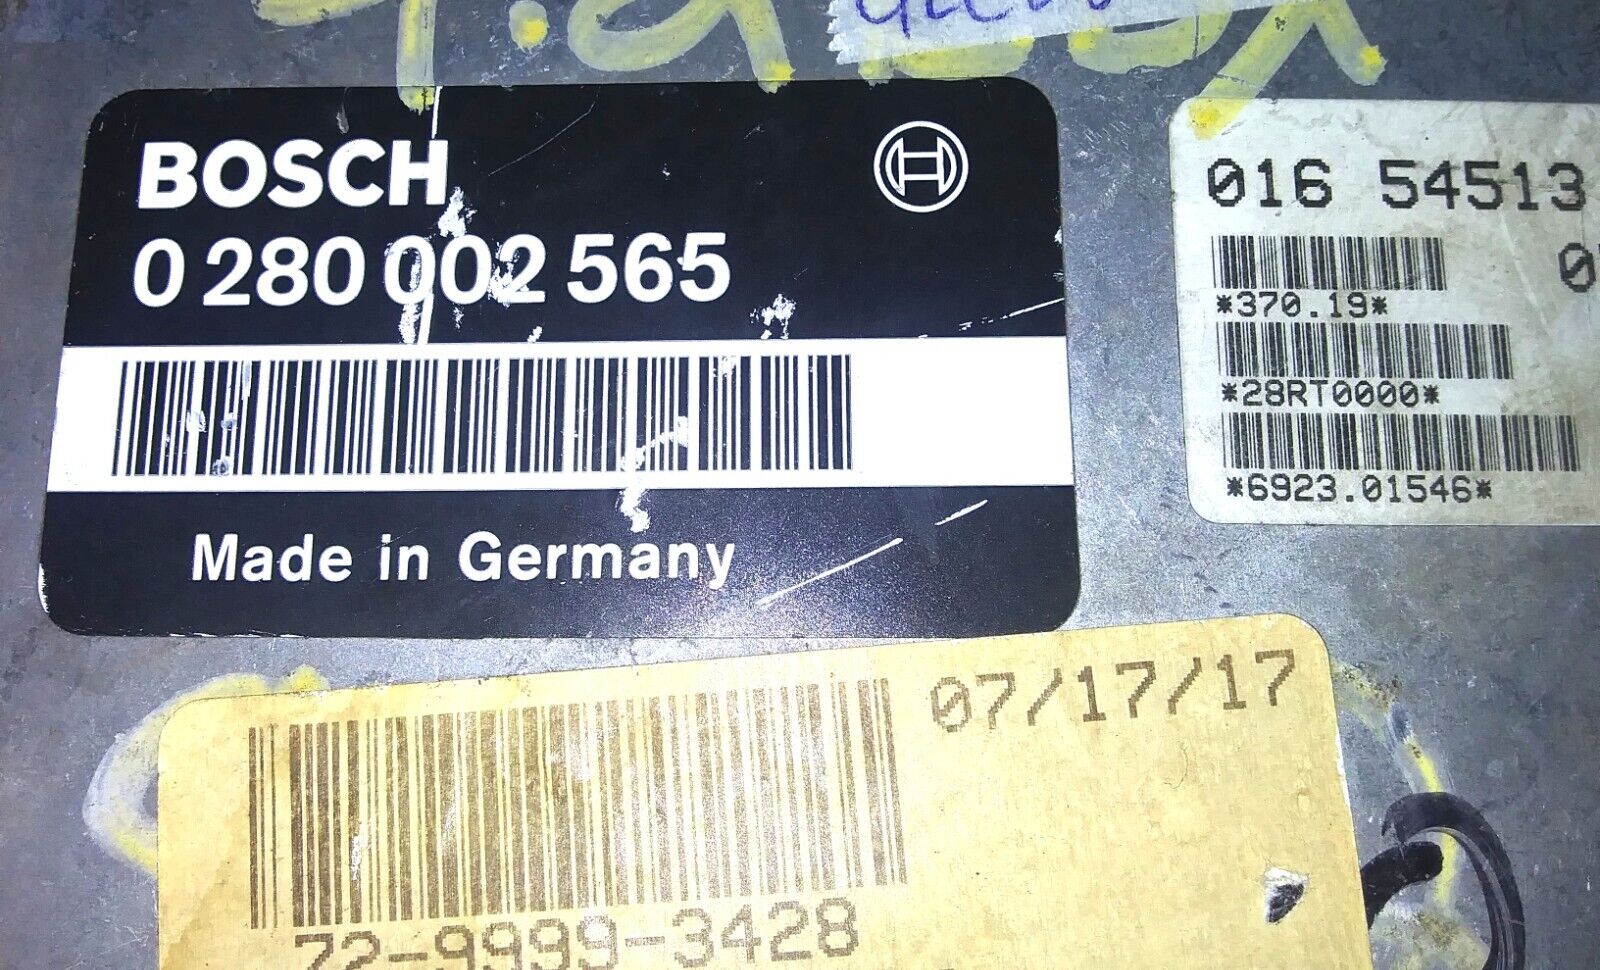 BOSCH
0 280 002 565
Made in Germany
016 54513
*370.19*
*28RT0000*
*6923.01546*
07/17/17
72-9999-3428